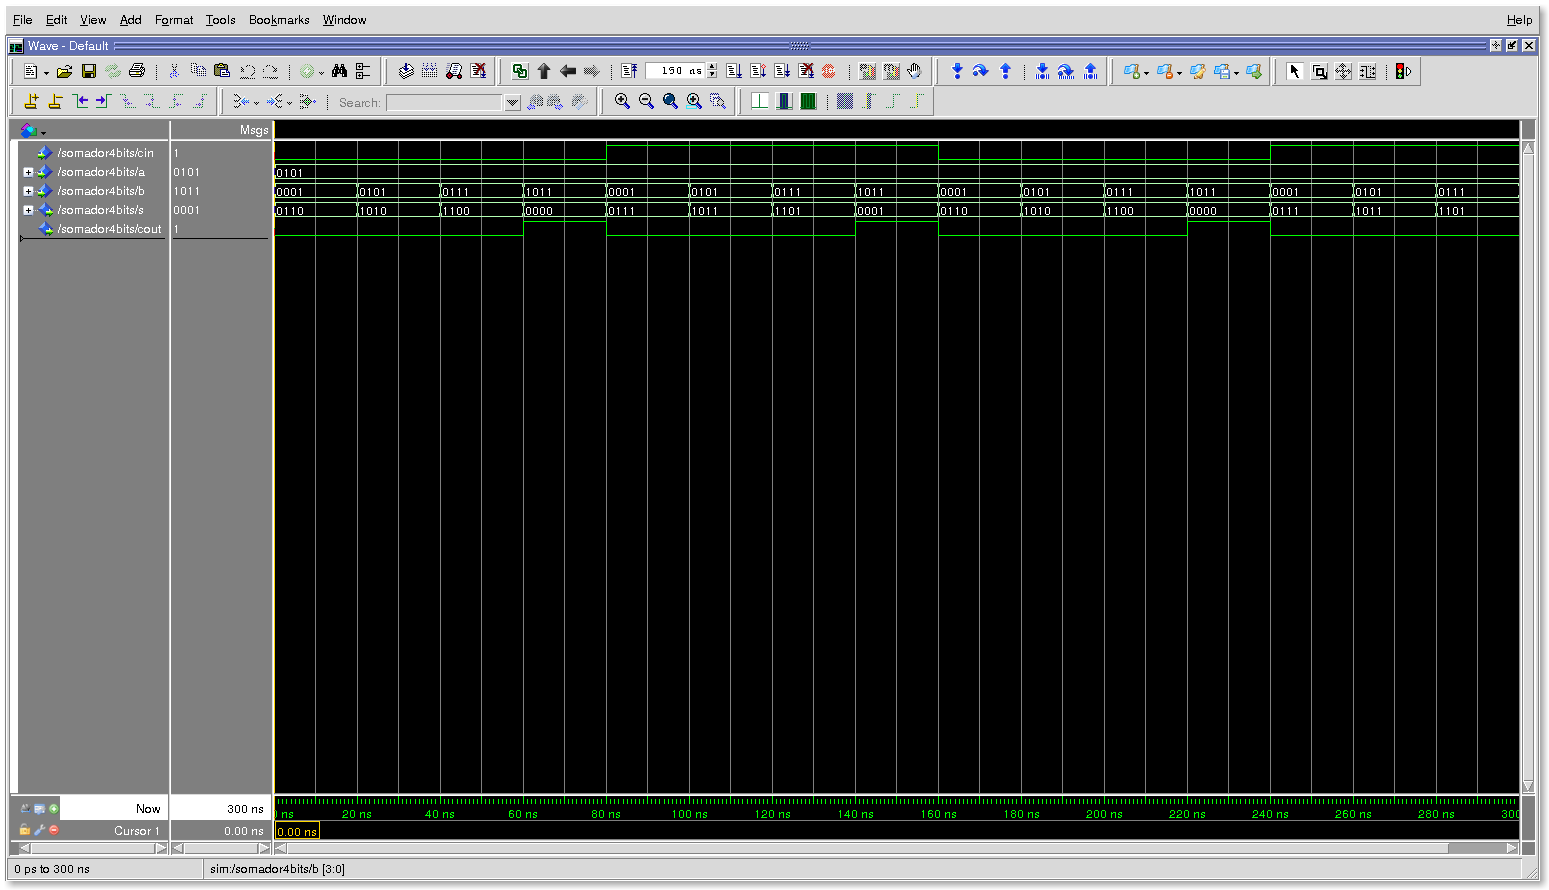 File Edit View Add Format Tools Bookmarks Window Help
Wave - Default
190 ns
Search:
Msgs
/somador4bits/cin 1
/somador4bits/a 0101 0101
/somador4bits/b 1011 0001 0101 0111 1011 0001 0101 0111 1011 0001 0101 0111 1011 0001 0101 0111
/somador4bits/s 0001 0110 1010 1100 0000 0111 1011 1101 0001 0110 1010 1100 0000 0111 1011 1101
/somador4bits/cout 1
Now 300 ns ns 20 ns 40 ns 60 ns 80 ns 100 ns 120 ns 140 ns 160 ns 180 ns 200 ns 220 ns 240 ns 260 ns 280 ns 300
Cursor 1 0.00 ns 0.00 ns
0 ps to 300 ns sim:/somador4bits/b [3:0]